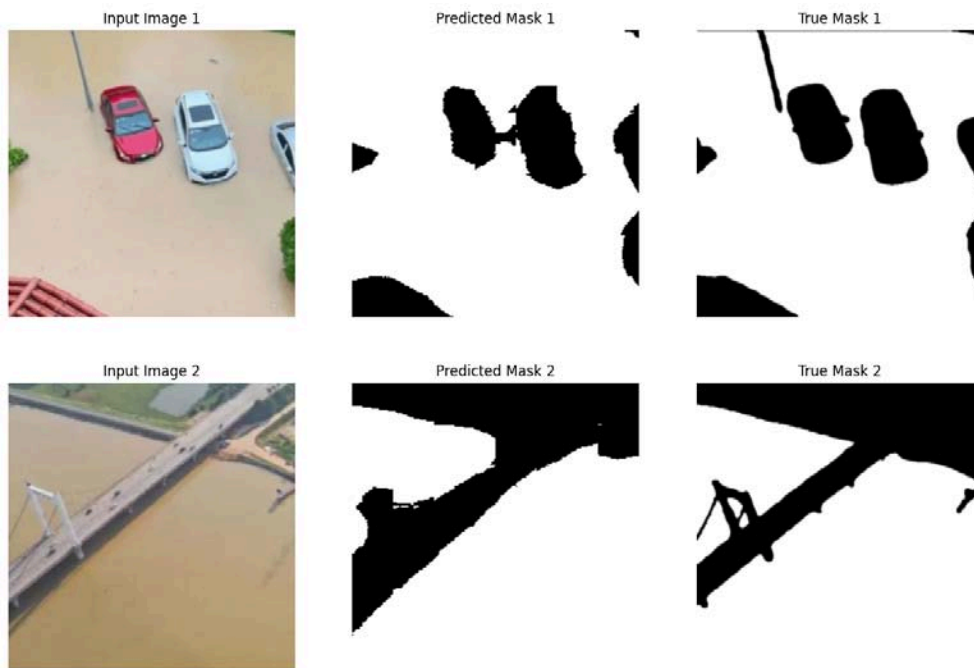 Input Image 1
Predicted Mask 1
True Mask 1
Input Image 2
Predicted Mask 2
True Mask 2